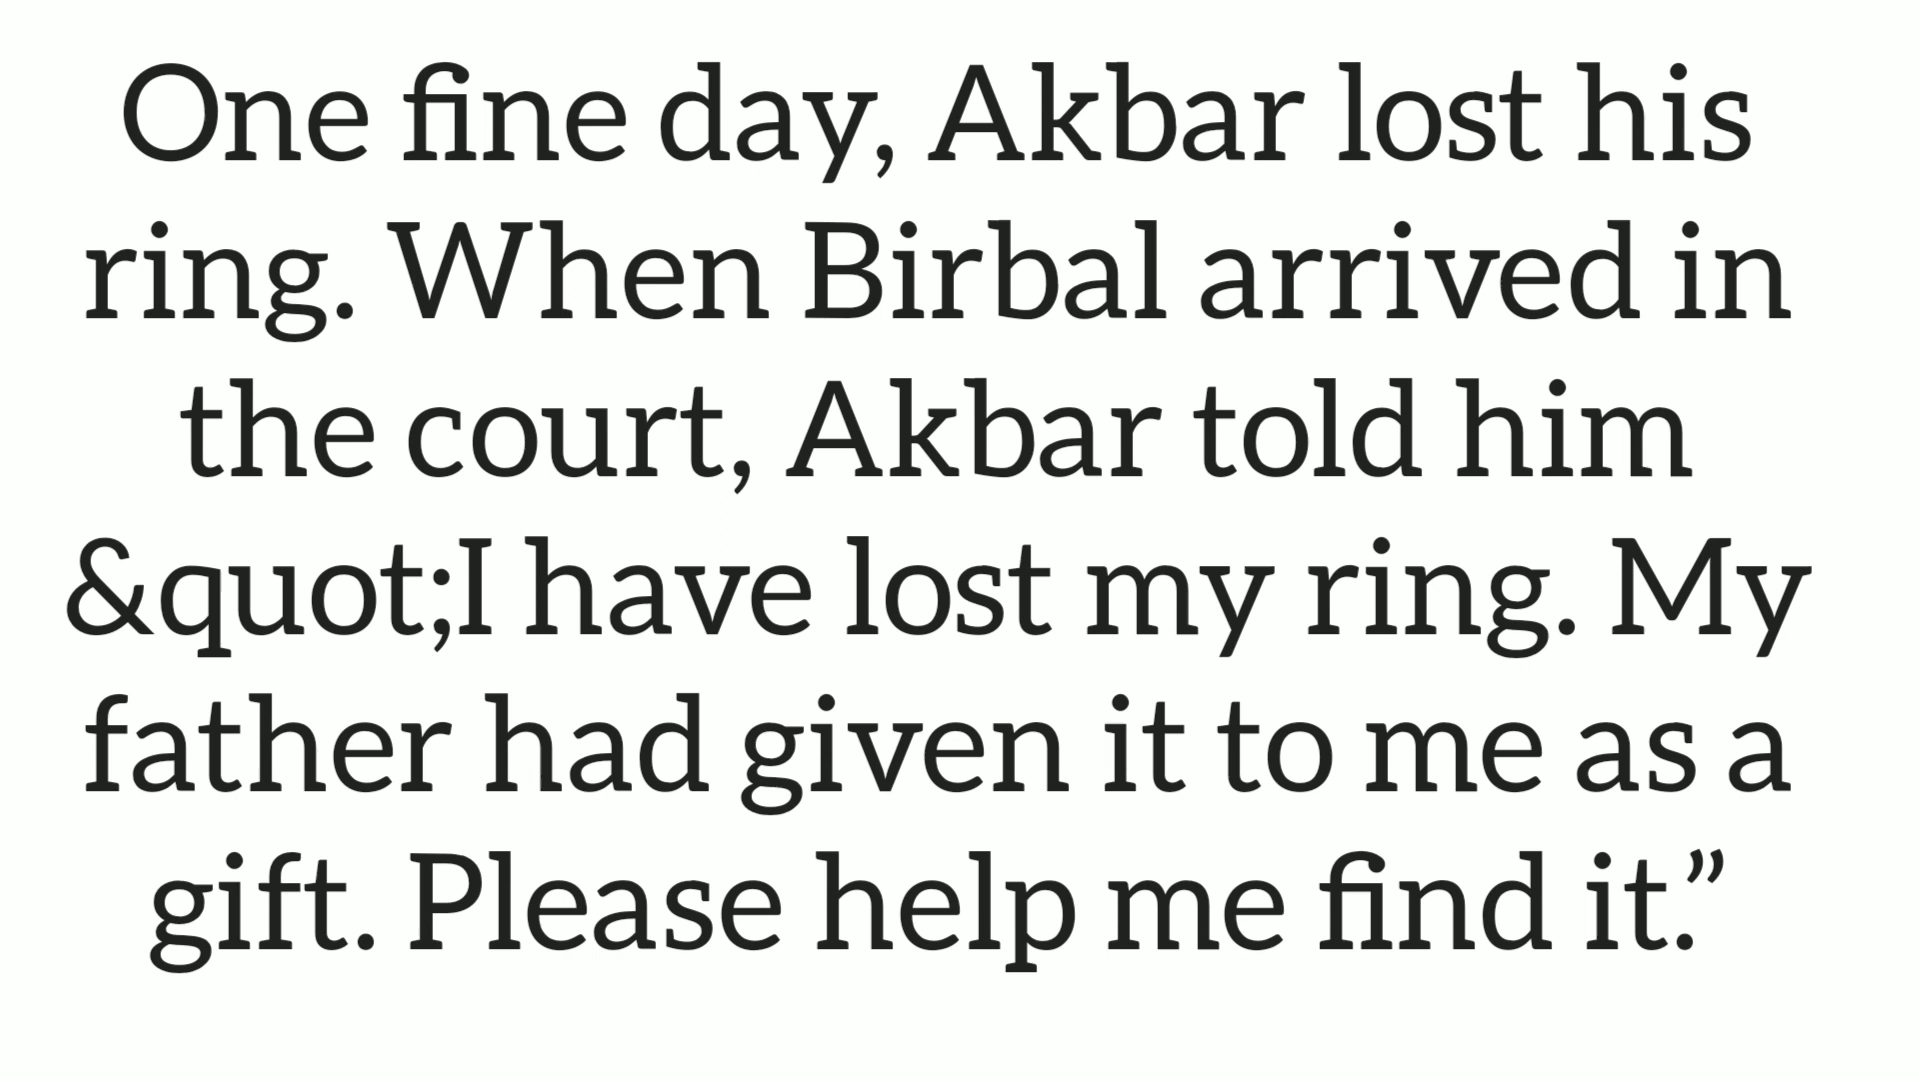 One fine day, Akbar lost his
ring. When Birbal arrived in
the court, Akbar told him
&quot;I have lost my ring. My
father had given it to me as a
gift. Please help me find it.”